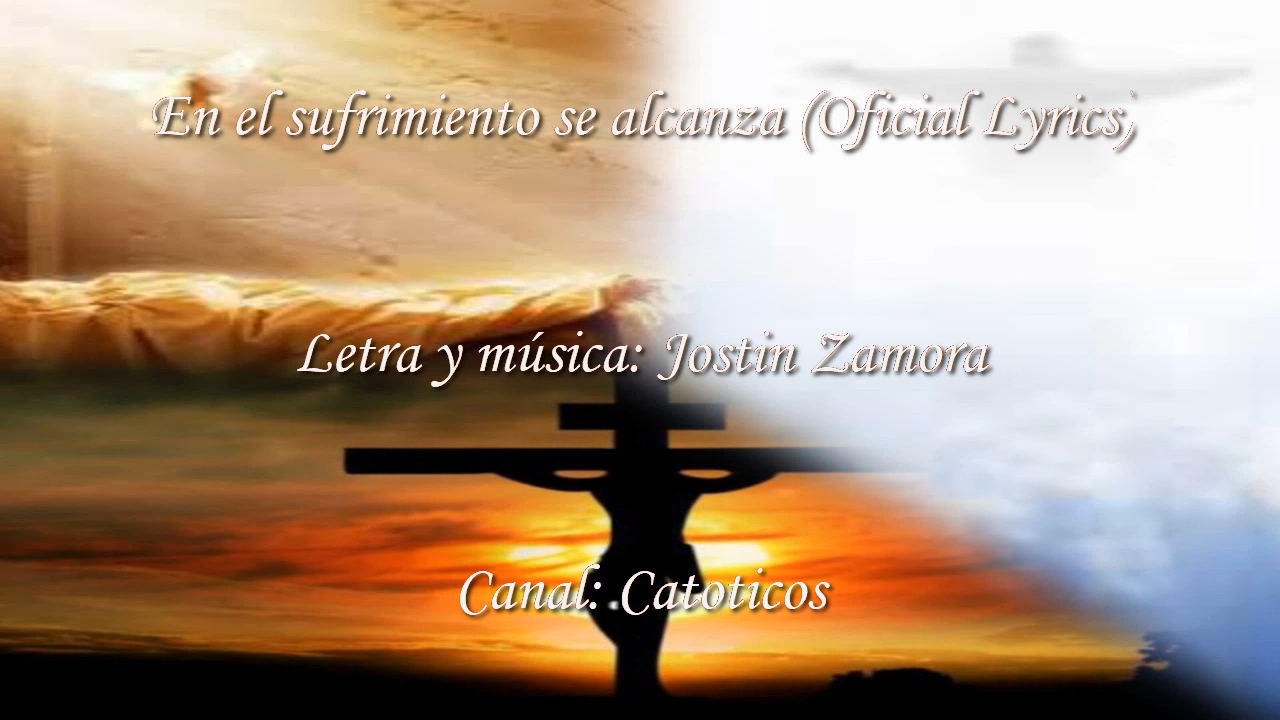 En el sufrimiento se alcanza (Oficial Lyrics)
Letra y música: Jostin Zamora
Canal: Catoticos